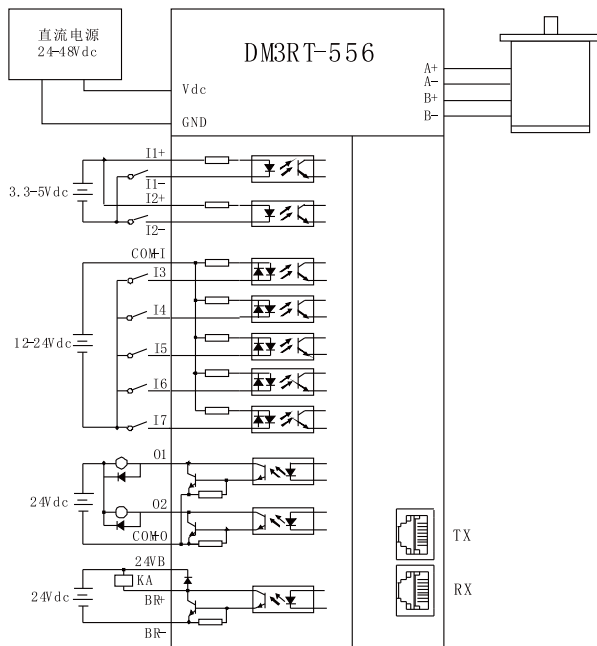 直流电源
24-48Vdc
DM3RT-556
Vdc
GND
A+
A-
B+
B-
3.3-5Vdc
I1+
I1-
I2+
I2-
12-24Vdc
COM-I
I3
I4
I5
I6
I7
24Vdc
O1
O2
COM-O
24Vdc
24VB
KA
BR+
BR-
TX
RX